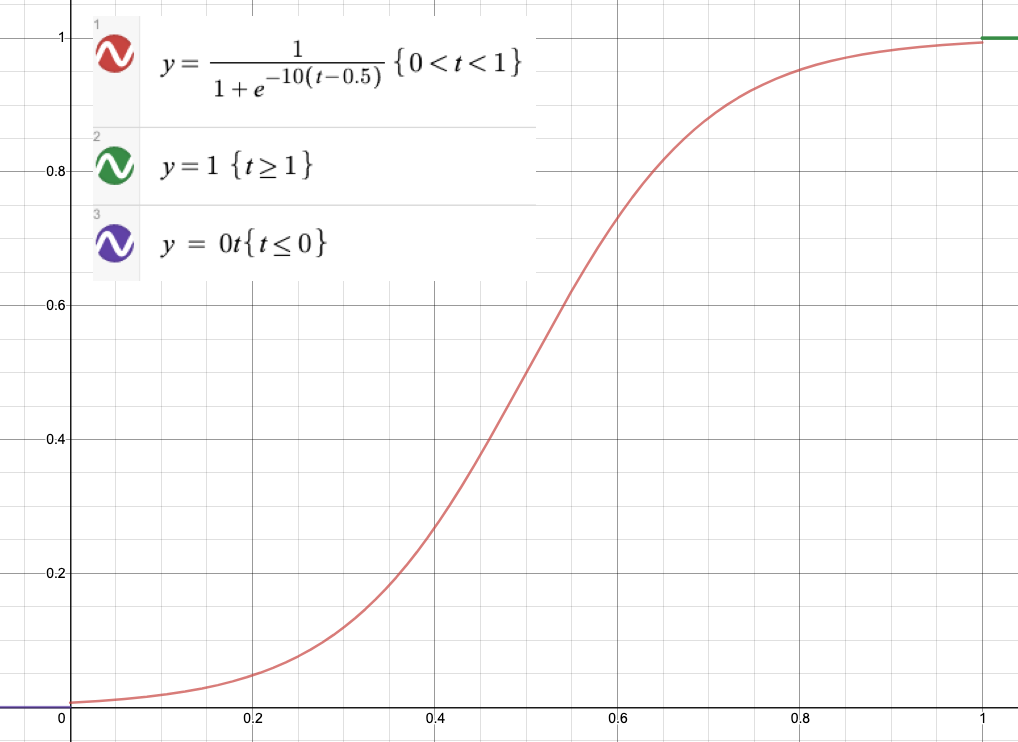 1
y = 1 / (1 + e^{-10(t-0.5)}) {0 < t < 1}
2
y = 1 {t ≥ 1}
3
y = 0t{t ≤ 0}
1
0.8
0.6
0.4
0.2
0 0.2 0.4 0.6 0.8 1